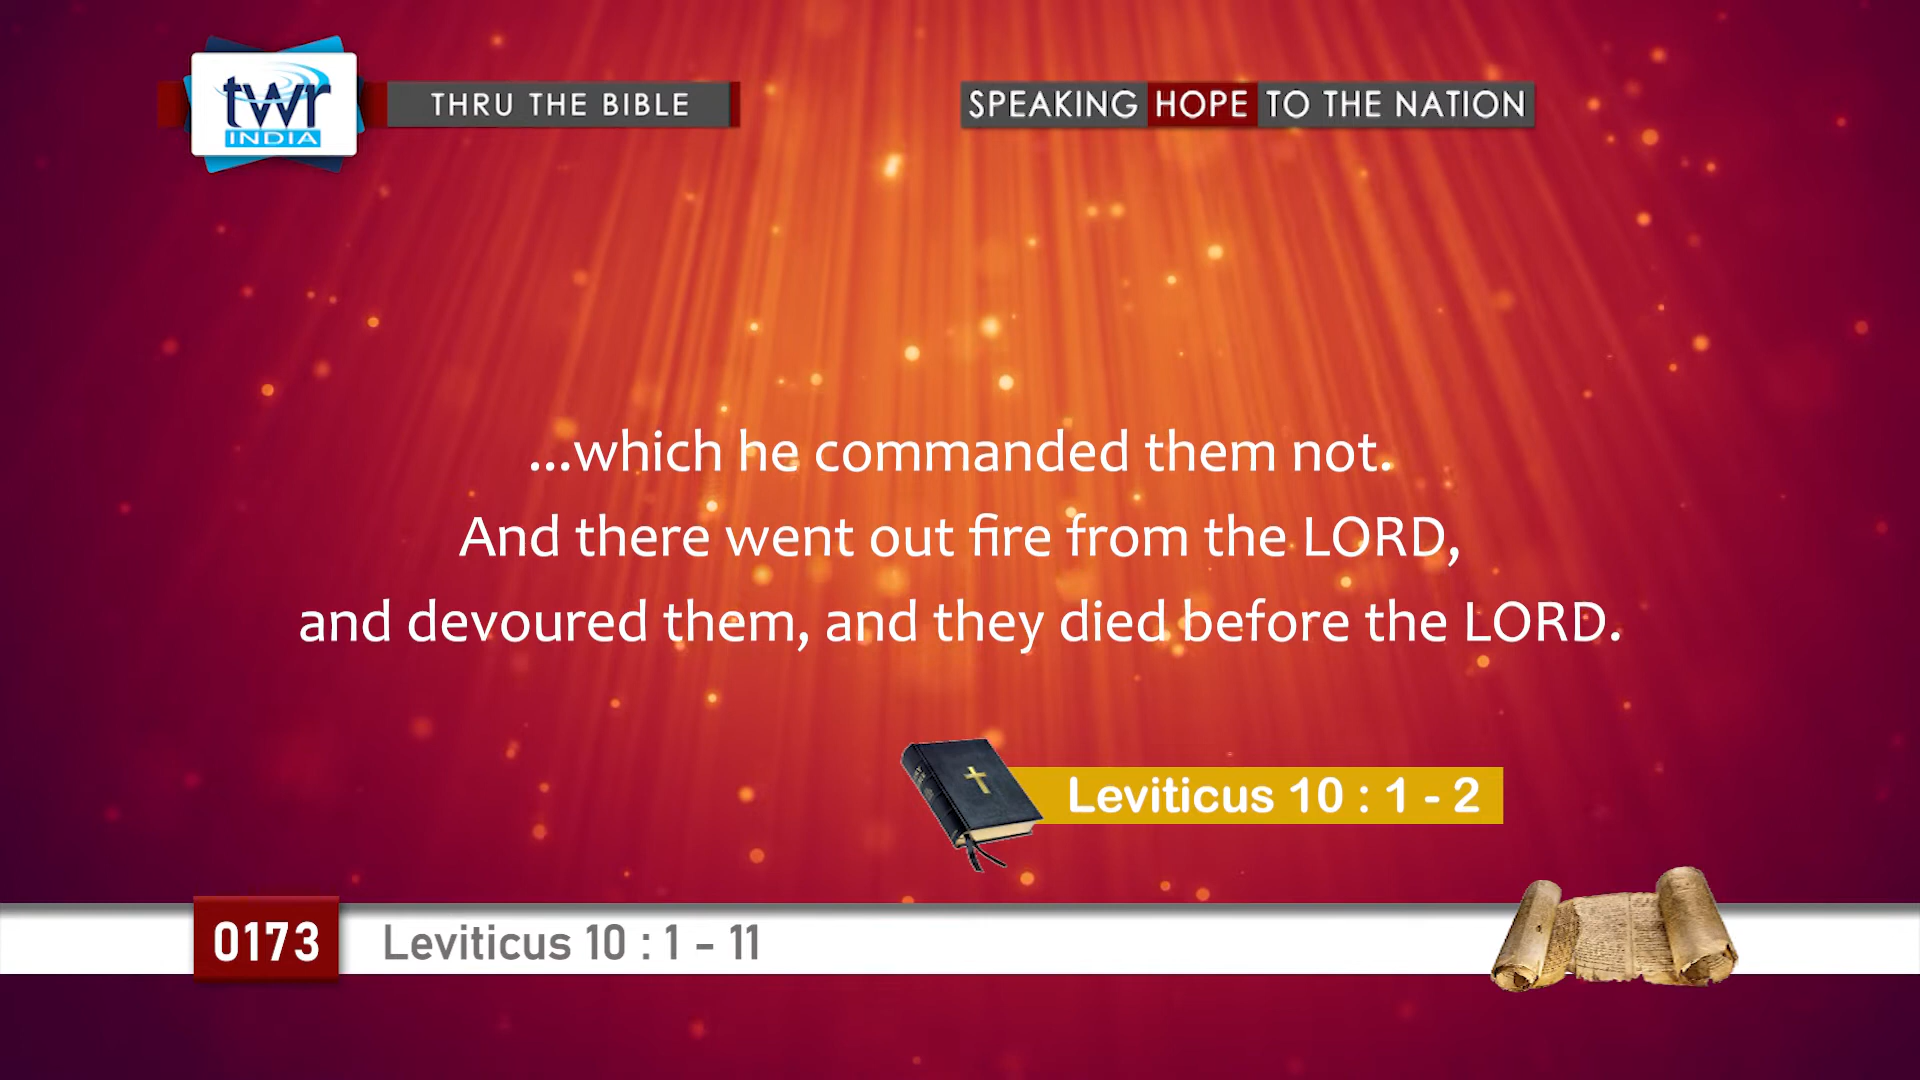 twr
INDIA
THRU THE BIBLE
SPEAKING HOPE TO THE NATION
...which he commanded them not.
And there went out fire from the LORD,
and devoured them, and they died before the LORD.
Leviticus 10 : 1 - 2
0173
Leviticus 10 : 1 - 11